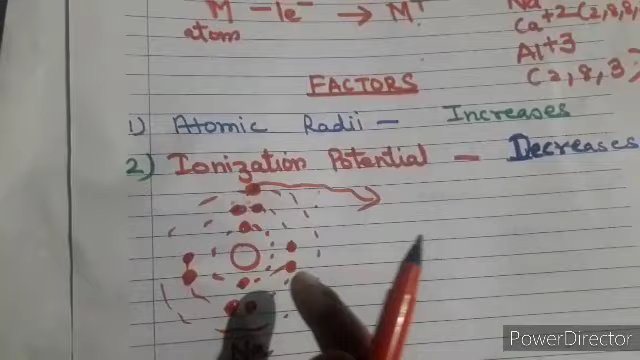 M – 1e⁻ → M⁺
atom
Na
Ca+2 - (2,8,8,
Al+3
(2,8,3
FACTORS
1) Atomic Radii – Increases
2) Ionization Potential – Decreases
PowerDirector